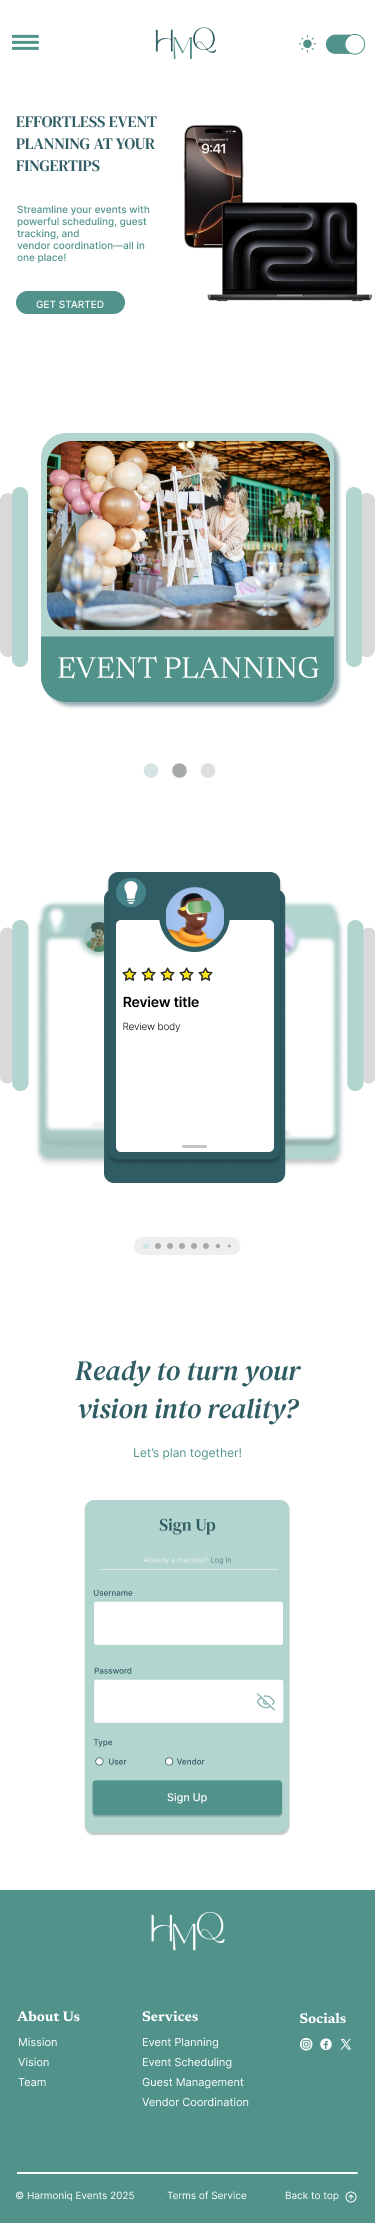 HMQ
EFFORTLESS EVENT
PLANNING AT YOUR
FINGERTIPS
9:41
Streamline your events with
powerful scheduling, guest
tracking, and
vendor coordination—all in
one place!
GET STARTED
EVENT PLANNING
Review title
Review body
Ready to turn your
vision into reality?
Let's plan together!
Sign Up
Already a member? Log in
Username
Password
Type
User
Vendor
Sign Up
HMQ
About Us
Mission
Vision
Team
Services
Event Planning
Event Scheduling
Guest Management
Vendor Coordination
Socials
© Harmoniq Events 2025
Terms of Service
Back to top